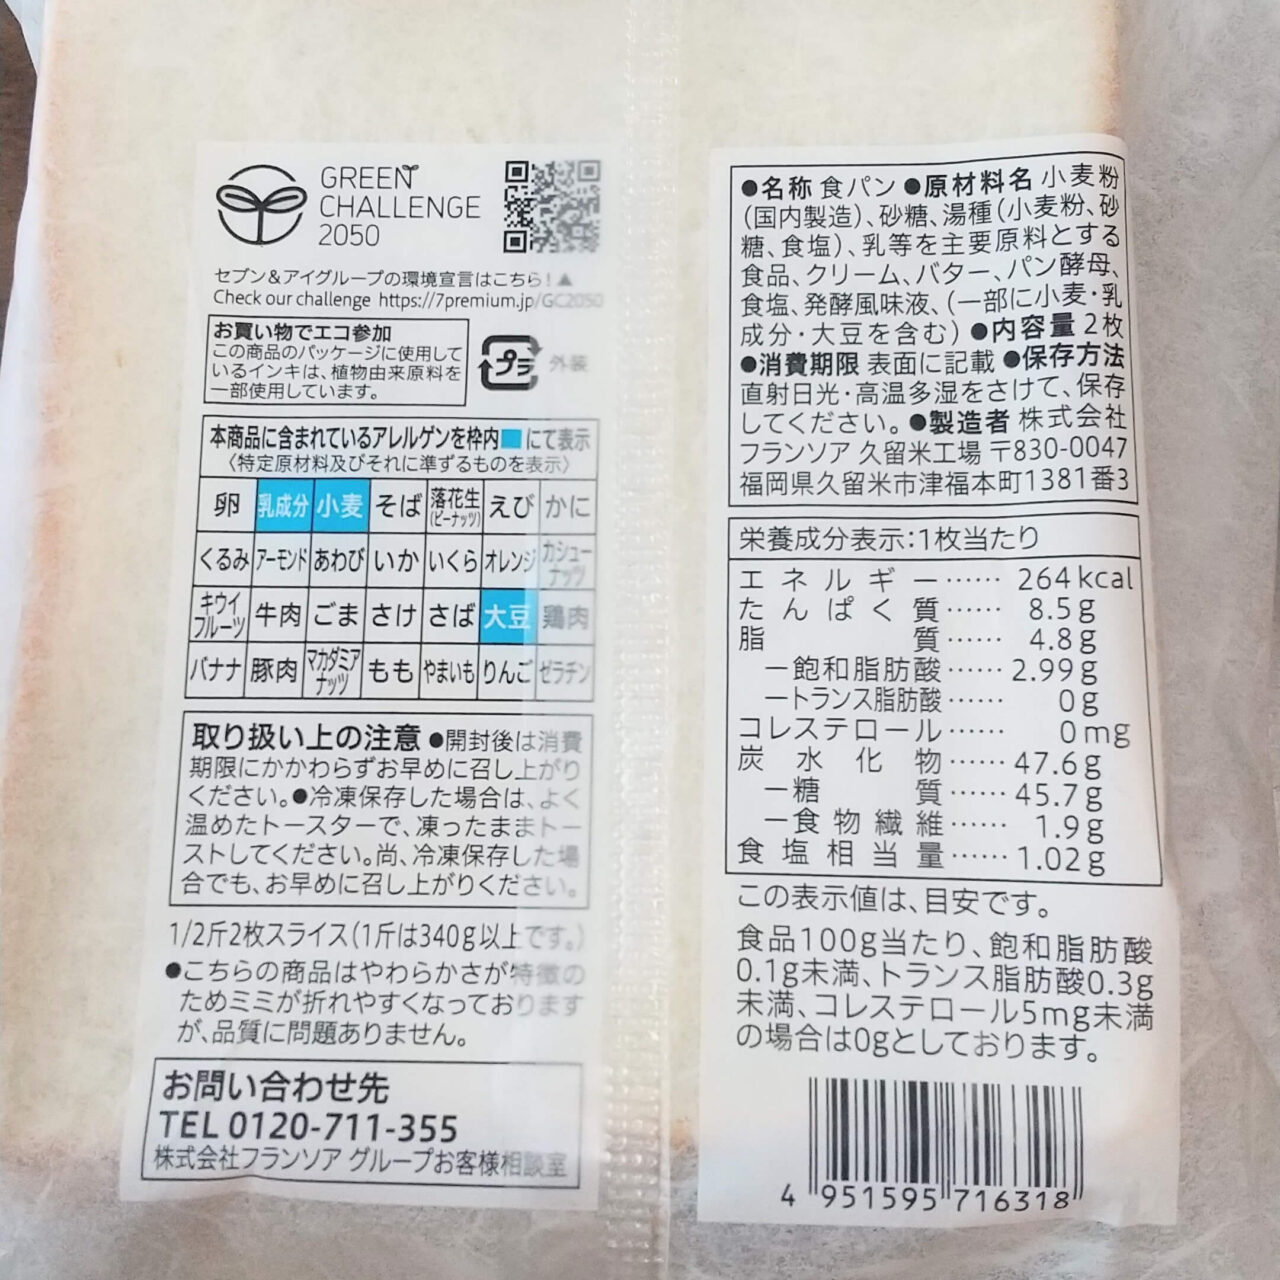 GREEN
CHALLENGE
2050
セブン&アイグループの環境宣言はこちら!▲
Check our challenge https://7premium.jp/GC2050
お買い物でエコ参加
この商品のパッケージに使用して
いるインキは、植物由来原料を
一部使用しています。
プラ 外装
本商品に含まれているアレルゲンを枠内■にて表示
〈特定原材料及びそれに準ずるものを表示〉
卵 乳成分 小麦 そば 落花生(ピーナッツ) えび かに
くるみ アーモンド あわび いか いくら オレンジ カシューナッツ
キウイフルーツ 牛肉 ごま さけ さば 大豆 鶏肉
バナナ 豚肉 マカダミアナッツ もも やまいも りんご ゼラチン
取り扱い上の注意 ●開封後は消費
期限にかかわらずお早めに召し上がり
ください。●冷凍保存した場合は、よく
温めたトースターで、凍ったままトー
ストしてください。尚、冷凍保存した場
合でも、お早めに召し上がりください。
1/2斤2枚スライス(1斤は340g以上です。)
●こちらの商品はやわらかさが特徴の
ためミミが折れやすくなっております
が、品質に問題ありません。
お問い合わせ先
TEL 0120-711-355
株式会社フランソア グループお客様相談室
●名称 食パン ●原材料名 小麦粉
(国内製造)、砂糖、湯種(小麦粉、砂
糖、食塩)、乳等を主要原料とする
食品、クリーム、バター、パン酵母、
食塩、発酵風味液、(一部に小麦・乳
成分・大豆を含む) ●内容量 2枚
●消費期限 表面に記載 ●保存方法
直射日光・高温多湿をさけて、保存
してください。 ●製造者 株式会社
フランソア 久留米工場 〒830-0047
福岡県久留米市津福本町1381番3
栄養成分表示:1枚当たり
エネルギー…… 264kcal
たんぱく質…… 8.5g
脂質…… 4.8g
ー飽和脂肪酸…… 2.99g
ートランス脂肪酸…… 0g
コレステロール…… 0mg
炭水化物…… 47.6g
ー糖質…… 45.7g
ー食物繊維…… 1.9g
食塩相当量…… 1.02g
この表示値は、目安です。
食品100g当たり、飽和脂肪酸
0.1g未満、トランス脂肪酸0.3g
未満、コレステロール5mg未満
の場合は0gとしております。
4 951595 716318